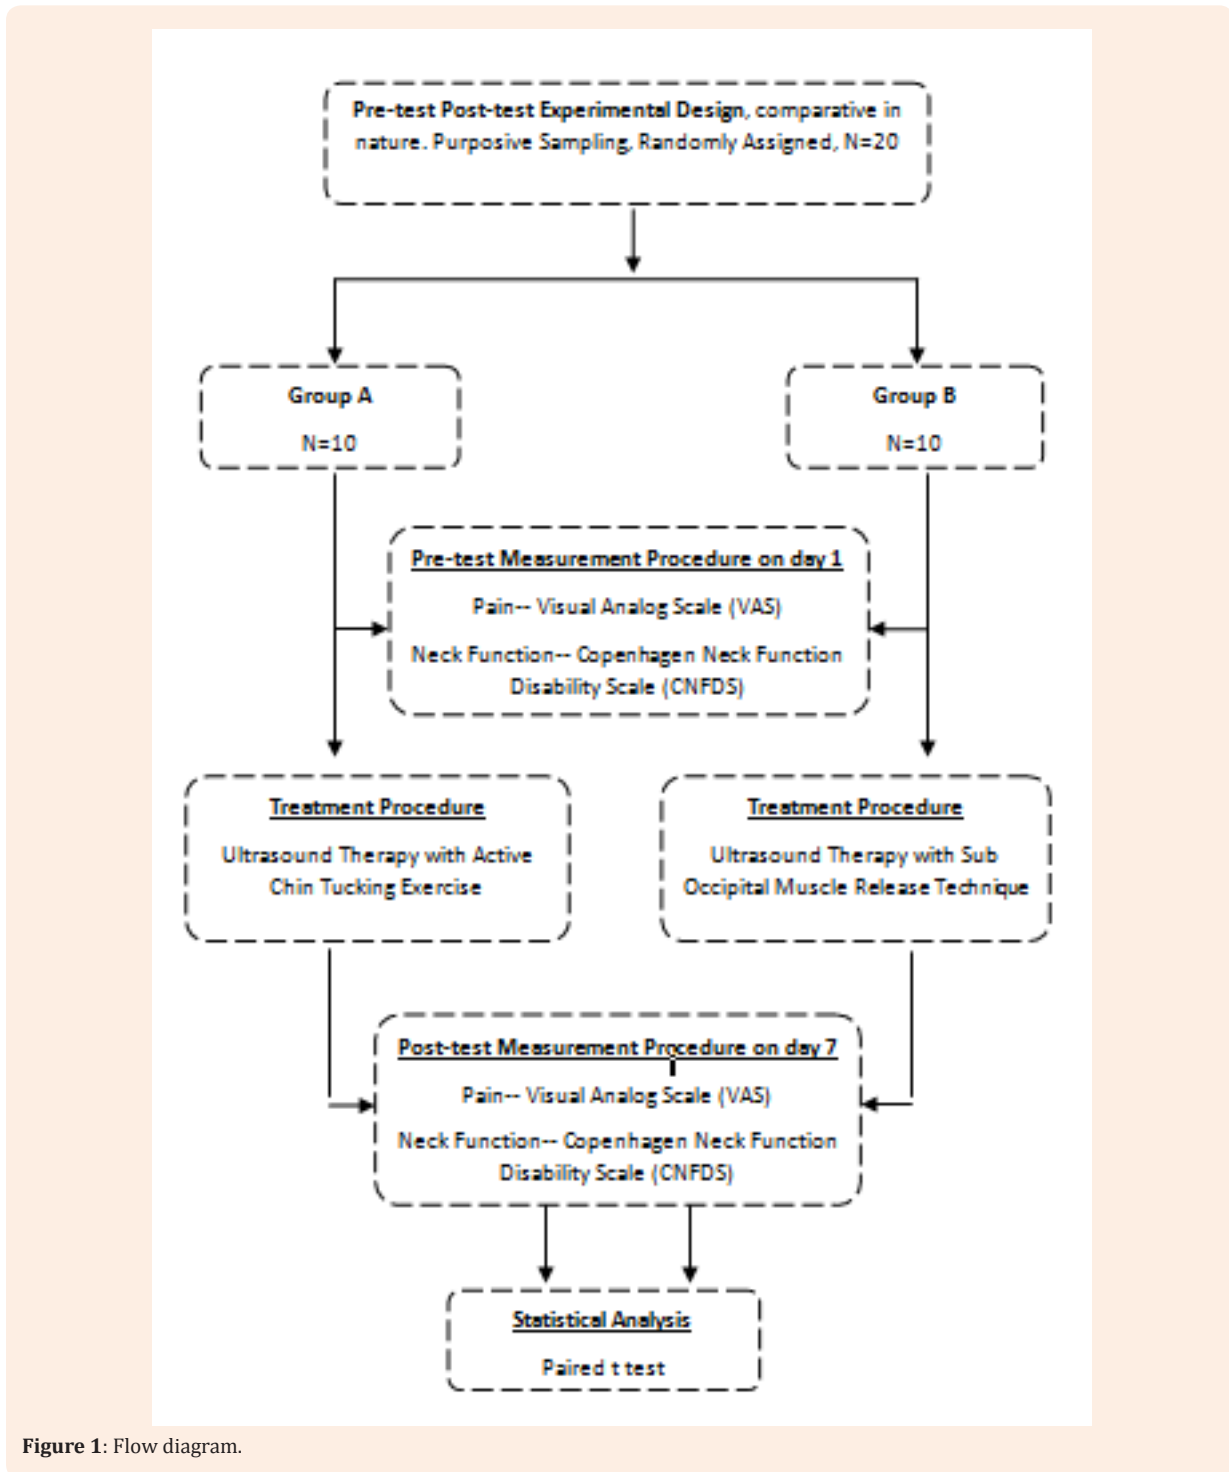 Pre-test Post-test Experimental Design, comparative in
nature. Purposive Sampling, Randomly Assigned, N=20
Group A
N=10
Group B
N=10
Pre-test Measurement Procedure on day 1
Pain-- Visual Analog Scale (VAS)
Neck Function-- Copenhagen Neck Function
Disability Scale (CNFDS)
Treatment Procedure
Ultrasound Therapy with Active
Chin Tucking Exercise
Treatment Procedure
Ultrasound Therapy with Sub
Occipital Muscle Release Technique
Post-test Measurement Procedure on day 7
Pain-- Visual Analog Scale (VAS)
Neck Function-- Copenhagen Neck Function
Disability Scale (CNFDS)
Statistical Analysis
Paired t test
Figure 1: Flow diagram.